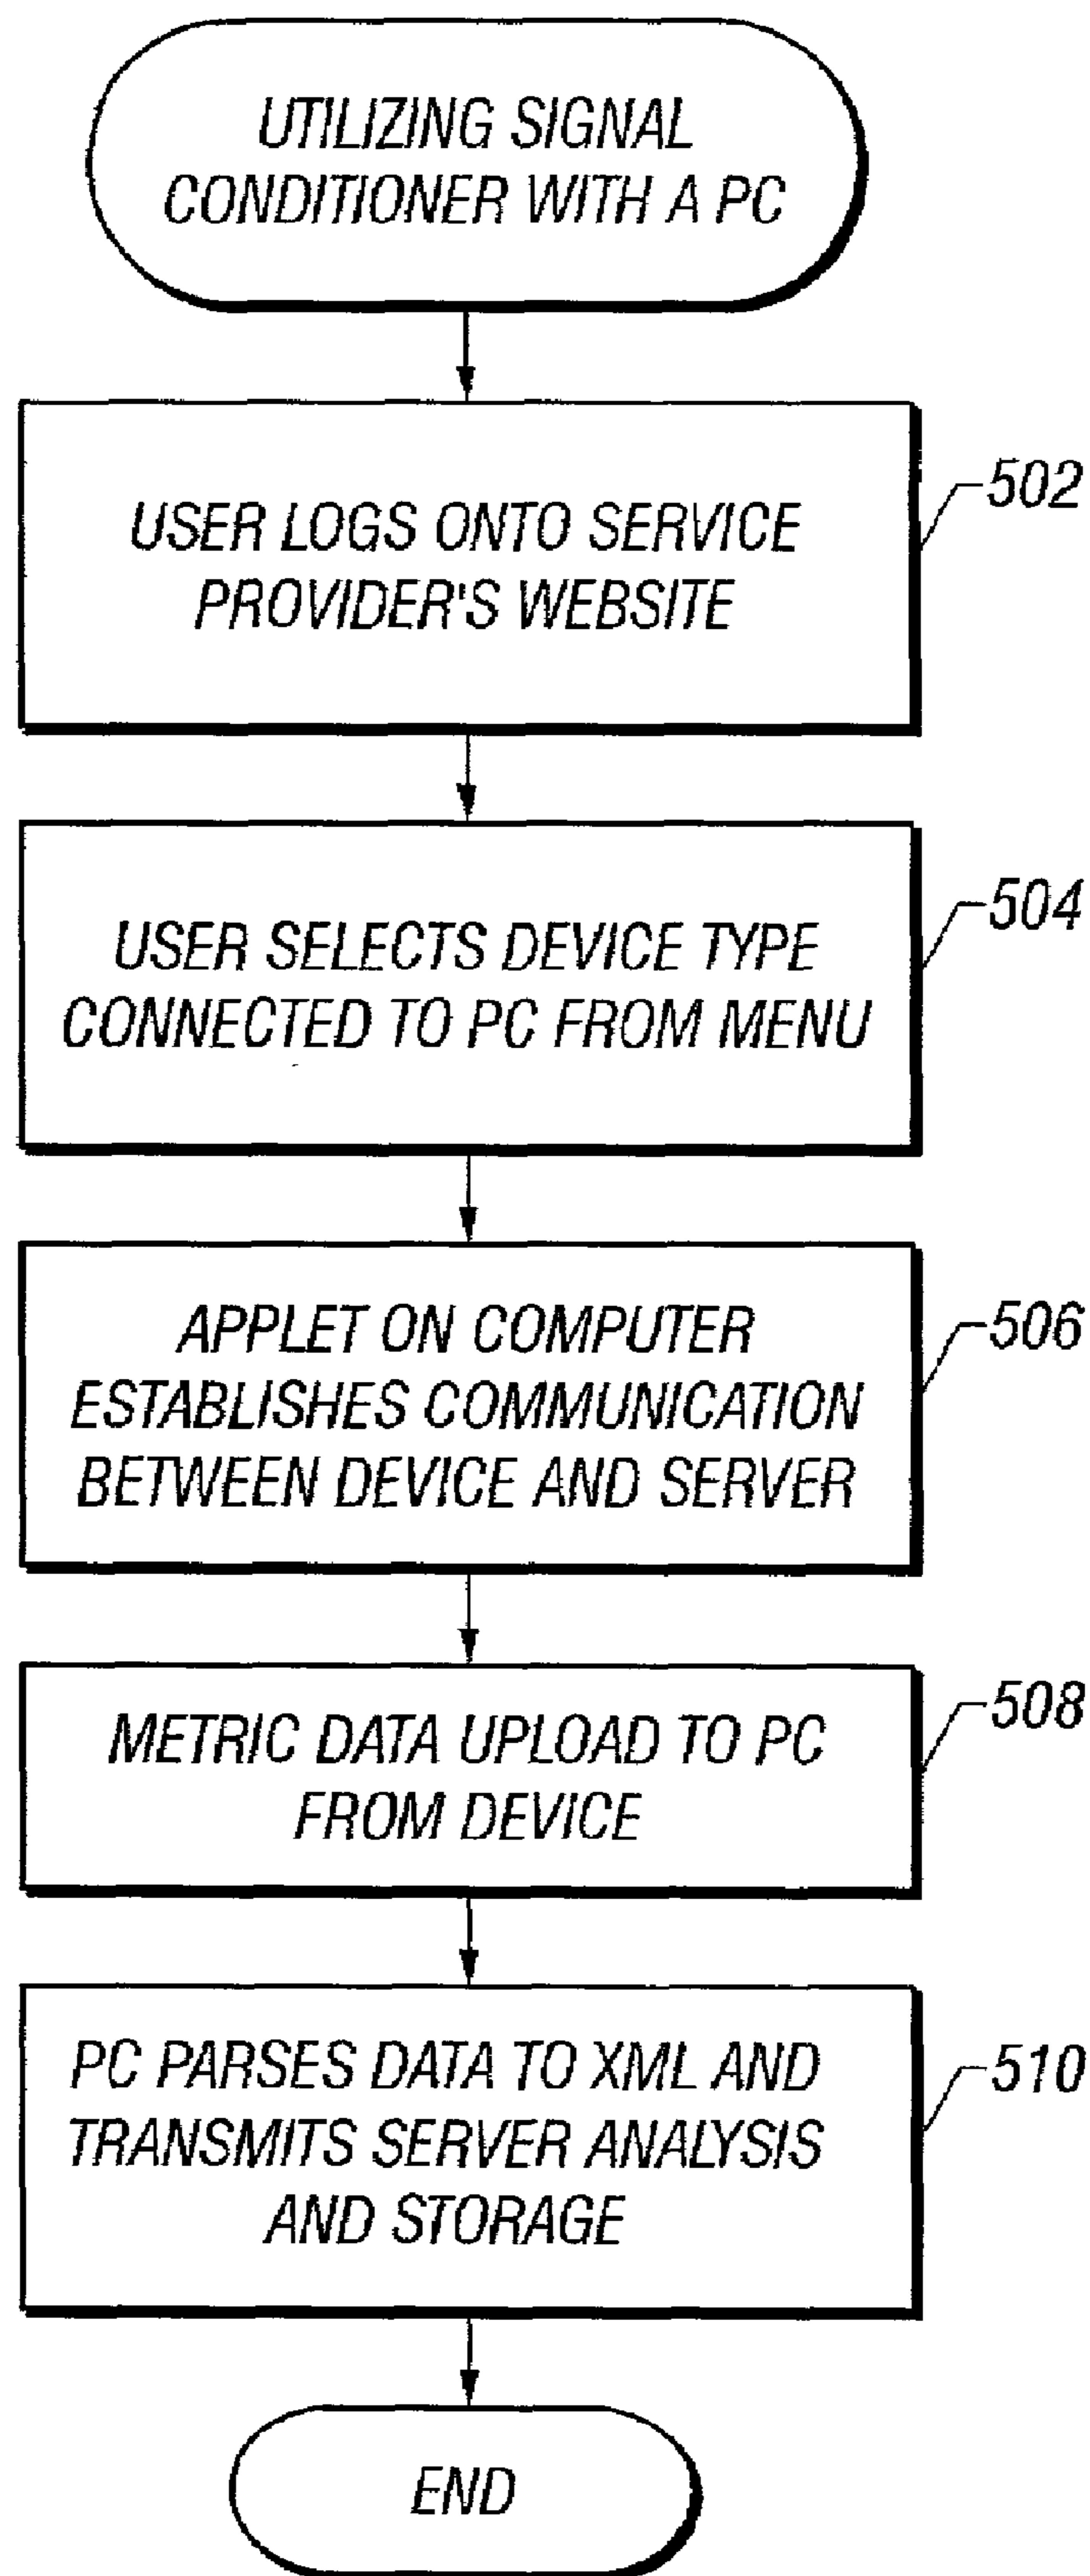 UTILIZING SIGNAL
CONDITIONER WITH A PC
USER LOGS ONTO SERVICE
PROVIDER'S WEBSITE
502
USER SELECTS DEVICE TYPE
CONNECTED TO PC FROM MENU
504
APPLET ON COMPUTER
ESTABLISHES COMMUNICATION
BETWEEN DEVICE AND SERVER
506
METRIC DATA UPLOAD TO PC
FROM DEVICE
508
PC PARSES DATA TO XML AND
TRANSMITS SERVER ANALYSIS
AND STORAGE
510
END